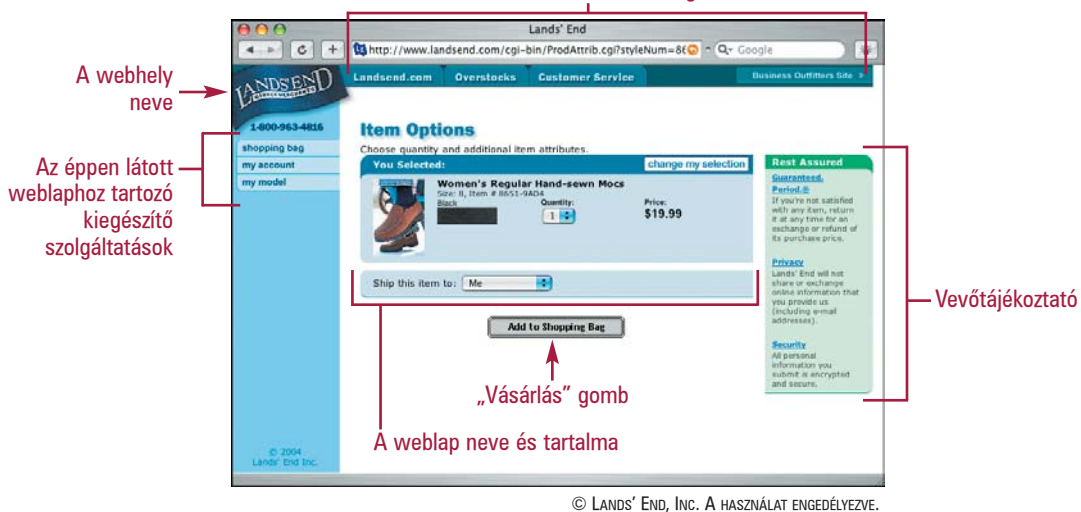 Lands' End
http://www.landsend.com/cgi-bin/ProdAttrib.cgi?styleNum=86
Google
A webhely
neve
LANDS' END
DIRECT MERCHANTS
Landsend.com
Overstocks
Customer Service
Business Outfitters Site »
1-800-963-4816
shopping bag
my account
my model
Az éppen látott
weblaphoz tartozó
kiegészítő
szolgáltatások
Item Options
Choose quantity and additional item attributes.
You Selected:
change my selection
Women's Regular Hand-sewn Mocs
Size: 8, Item # 8651-9AD4
Black
Quantity:
1
Price:
$19.99
Ship this item to:
Me
Add to Shopping Bag
Rest Assured
Guaranteed.
Period.®
If you're not satisfied
with any item, return
it at any time for an
exchange or refund of
its purchase price.
Privacy
Lands' End will not
share or exchange
online information that
you provide us
(including e-mail
addresses).
Security
All personal
information you
submit is encrypted
and secure.
Vevőtájékoztató
„Vásárlás” gomb
A weblap neve és tartalma
© 2004
Lands' End Inc.
© LANDS' END, INC. A HASZNÁLAT ENGEDÉLYEZVE.